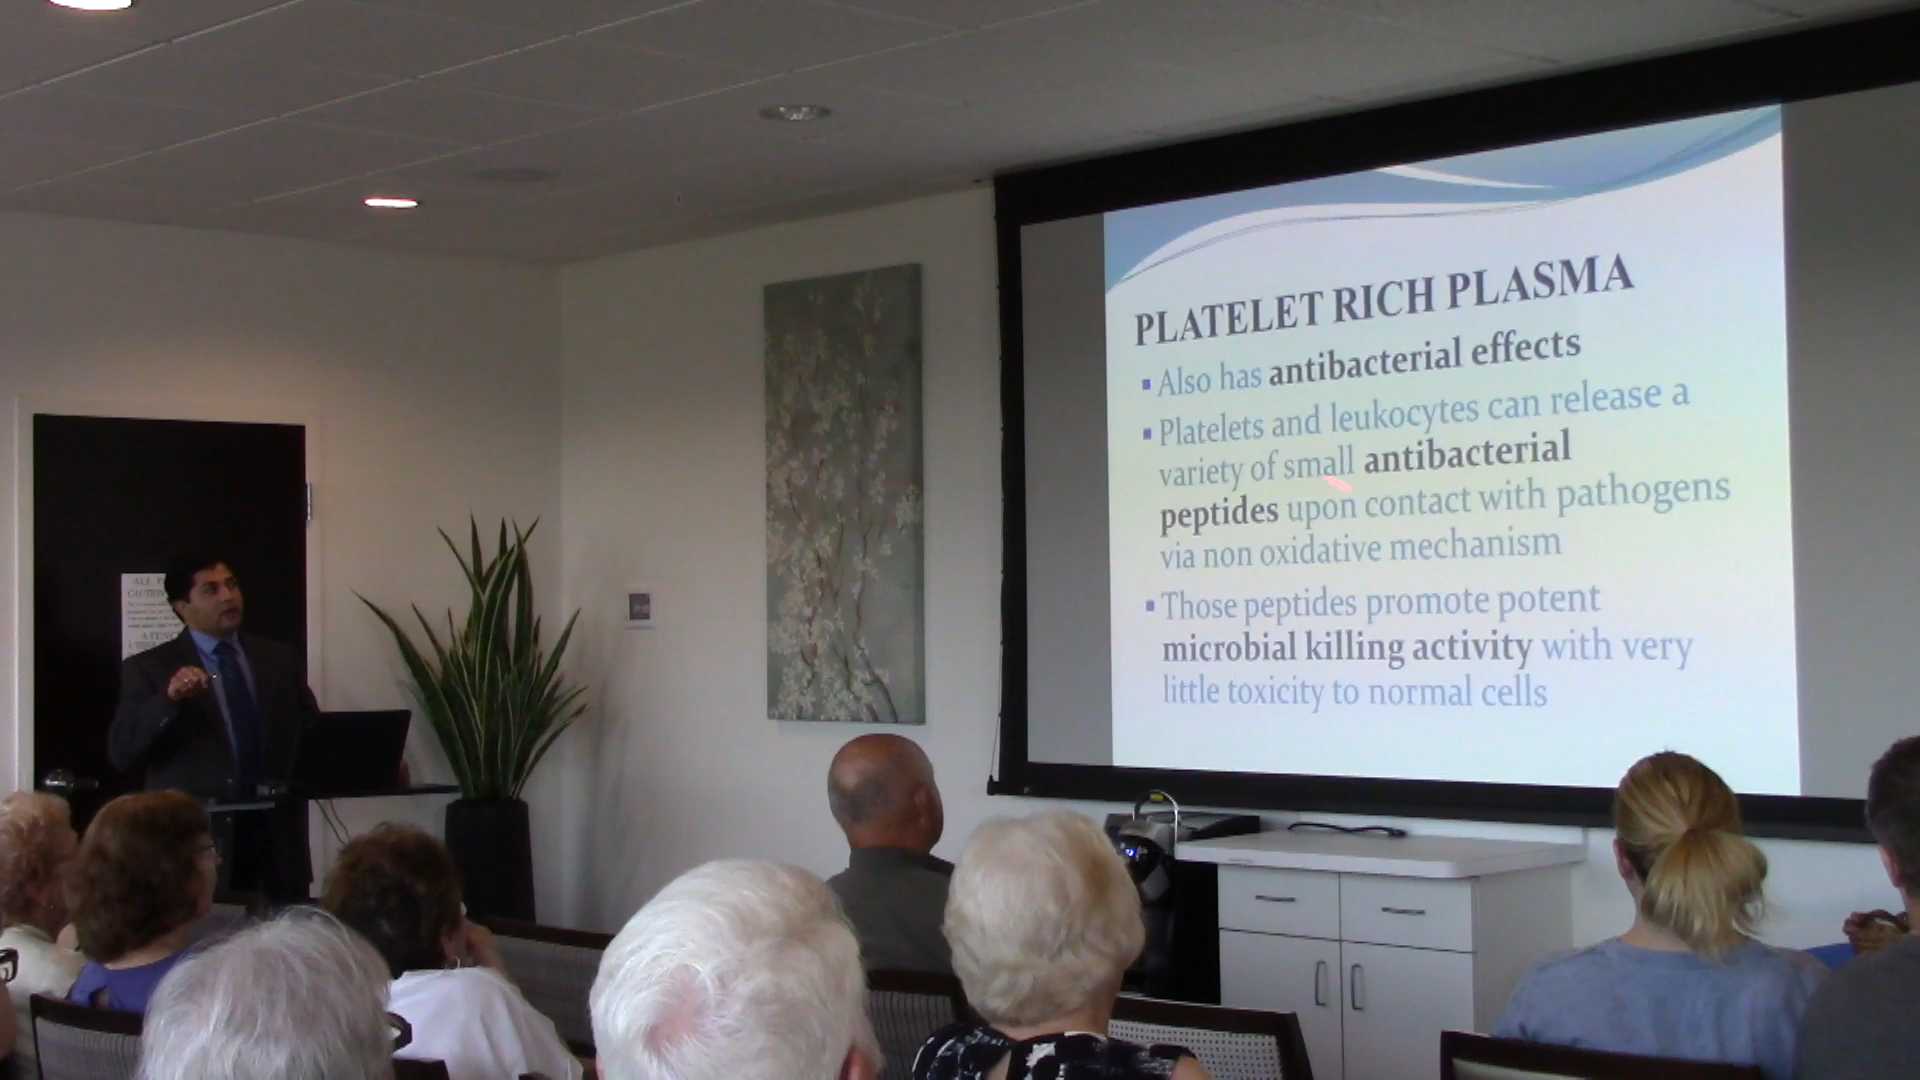 PLATELET RICH PLASMA
▪ Also has antibacterial effects
▪ Platelets and leukocytes can release a
variety of small antibacterial
peptides upon contact with pathogens
via non oxidative mechanism
▪ Those peptides promote potent
microbial killing activity with very
little toxicity to normal cells
ALL
CAUTION